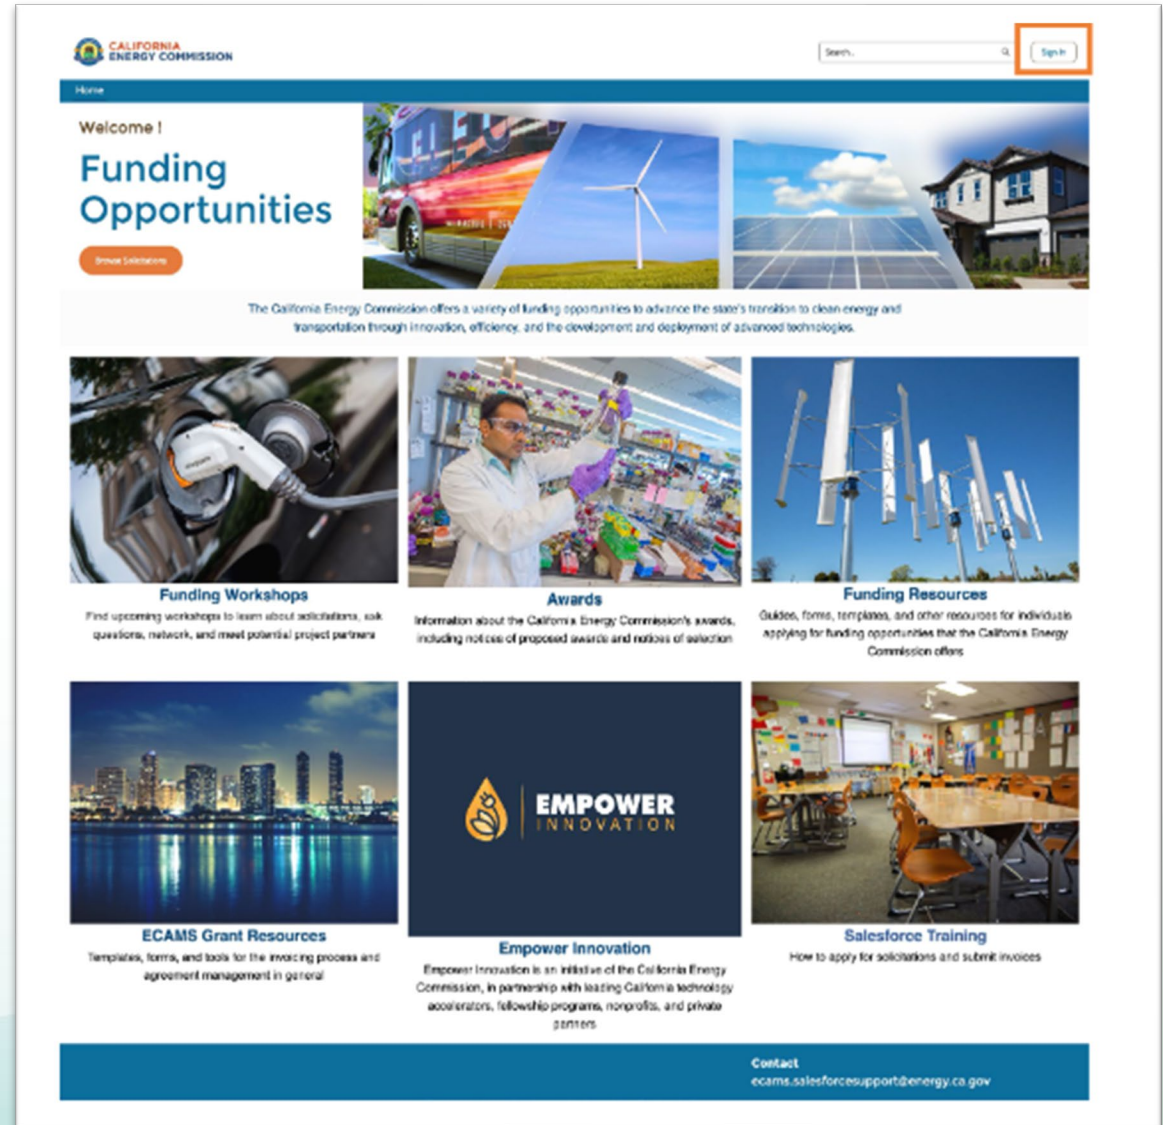 CALIFORNIA
ENERGY COMMISSION
Search...
Sign In
Home
Welcome !
Funding
Opportunities
Browse Solicitations
The California Energy Commission offers a variety of funding opportunities to advance the state's transition to clean energy and
transportation through innovation, efficiency, and the development and deployment of advanced technologies.
Funding Workshops
Find upcoming workshops to learn about solicitations, ask
questions, network, and meet potential project partners
Awards
Information about the California Energy Commission's awards,
including notices of proposed awards and notices of selection
Funding Resources
Guides, forms, templates, and other resources for individuals
applying for funding opportunities that the California Energy
Commission offers
EMPOWER
INNOVATION
ECAMS Grant Resources
Templates, forms, and tools for the invoicing process and
agreement management in general
Empower Innovation
Empower Innovation is an initiative of the California Energy
Commission, in partnership with leading California technology
accelerators, fellowship programs, nonprofits, and private
partners
Salesforce Training
How to apply for solicitations and submit invoices
Contact
ecams.salesforcesupport@energy.ca.gov